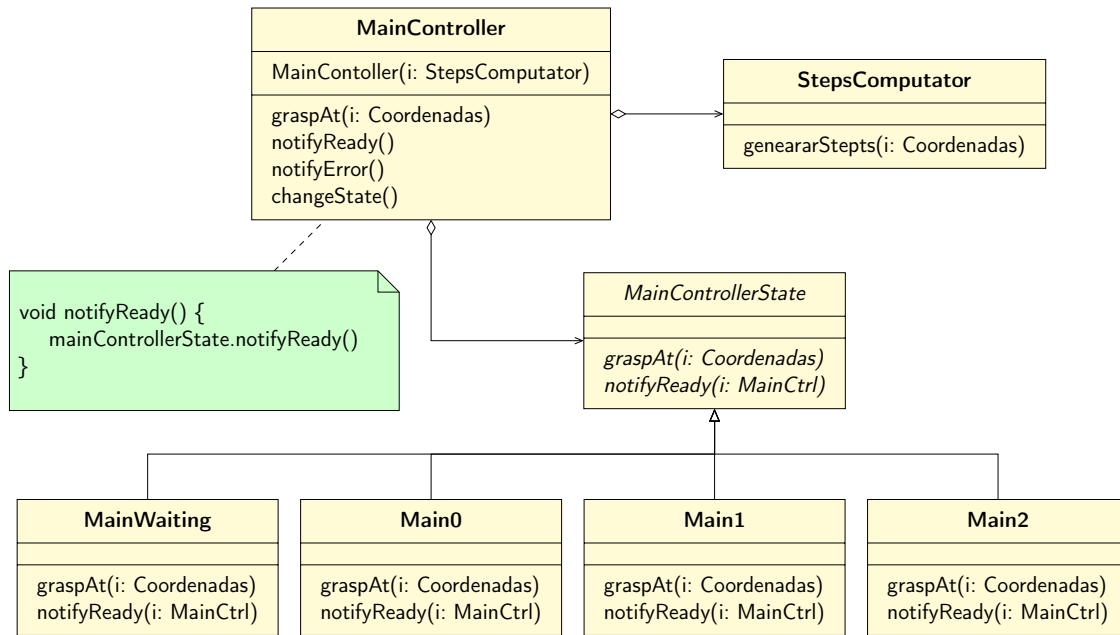 MainController
MainContoller(i: StepsComputator)
graspAt(i: Coordenadas)
notifyReady()
notifyError()
changeState()
StepsComputator
geneararStepts(i: Coordenadas)
void notifyReady() {
mainControllerState.notifyReady()
}
MainControllerState
graspAt(i: Coordenadas)
notifyReady(i: MainCtrl)
MainWaiting
graspAt(i: Coordenadas)
notifyReady(i: MainCtrl)
Main0
graspAt(i: Coordenadas)
notifyReady(i: MainCtrl)
Main1
graspAt(i: Coordenadas)
notifyReady(i: MainCtrl)
Main2
graspAt(i: Coordenadas)
notifyReady(i: MainCtrl)